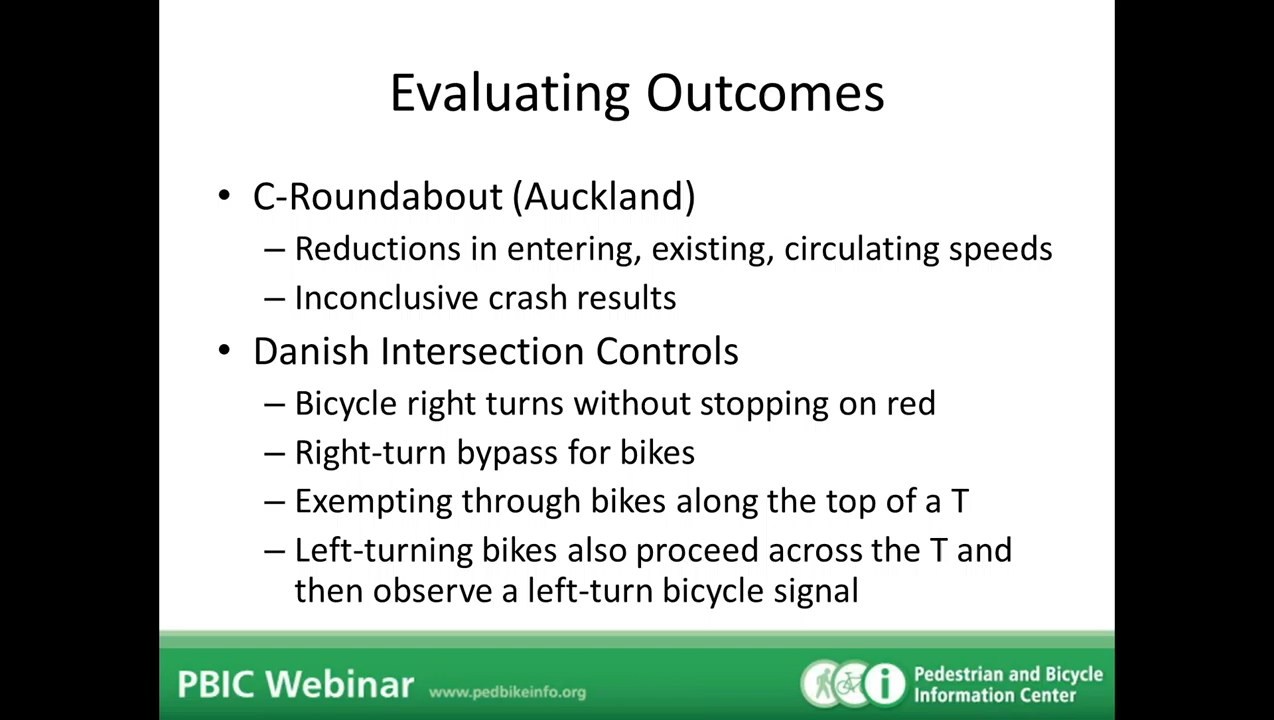 Evaluating Outcomes
• C-Roundabout (Auckland)
– Reductions in entering, existing, circulating speeds
– Inconclusive crash results
• Danish Intersection Controls
– Bicycle right turns without stopping on red
– Right-turn bypass for bikes
– Exempting through bikes along the top of a T
– Left-turning bikes also proceed across the T and
then observe a left-turn bicycle signal
PBIC Webinar www.pedbikeinfo.org
i
Pedestrian and Bicycle
Information Center